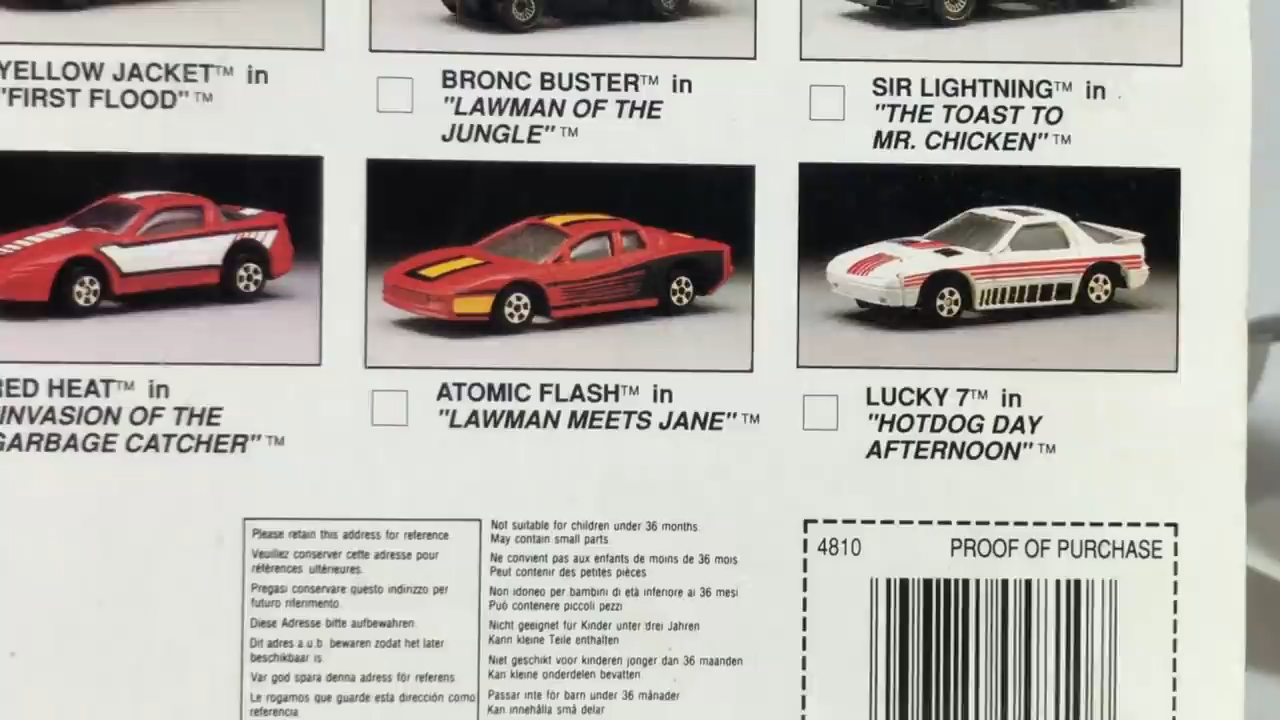 YELLOW JACKET™ in
"FIRST FLOOD"™
BRONC BUSTER™ in
"LAWMAN OF THE
JUNGLE"™
SIR LIGHTNING™ in
"THE TOAST TO
MR. CHICKEN"™
RED HEAT™ in
"INVASION OF THE
GARBAGE CATCHER"™
ATOMIC FLASH™ in
"LAWMAN MEETS JANE"™
LUCKY 7™ in
"HOTDOG DAY
AFTERNOON"™
Please retain this address for reference
Veuillez conserver cette adresse pour
références ultérieures.
Pregasi conservare questo indirizzo per
futuro riferimento.
Diese Adresse bitte aufbewahren.
Dit adres a.u.b. bewaren zodat het later
beschikbaar is.
Var god spara denna adress för referens.
Le rogamos que guarde esta dirección como
referencia
Not suitable for children under 36 months.
May contain small parts.
Ne convient pas aux enfants de moins de 36 mois
Peut contenir des petites pièces
Non idoneo per bambini di età inferiore ai 36 mesi
Può contenere piccoli pezzi
Nicht geeignet für Kinder unter drei Jahren
Kann kleine Teile enthalten
Niet geschikt voor kinderen jonger dan 36 maanden
Kan kleine onderdelen bevatten
Passar inte för barn under 36 månader
Kan innehålla små delar
4810 PROOF OF PURCHASE